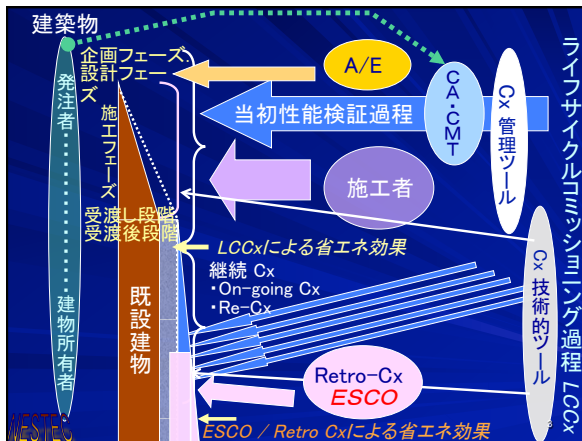 建築物
企画フェーズ.
設計フェー
ズ
発注者・・・・・・・・・・建物所有者
施工フェーズ
受渡し段階
受渡後段階
既設建物
A/E
CA・CMT
当初性能検証過程
施工者
LCCxによる省エネ効果
継続 Cx
・On-going Cx
・Re-Cx
Retro-Cx
ESCO
ESCO / Retro Cxによる省エネ効果
Cx 管理ツール
Cx 技術的ツール
ライフサイクルコミッショニング過程 LCCx
NESTEC